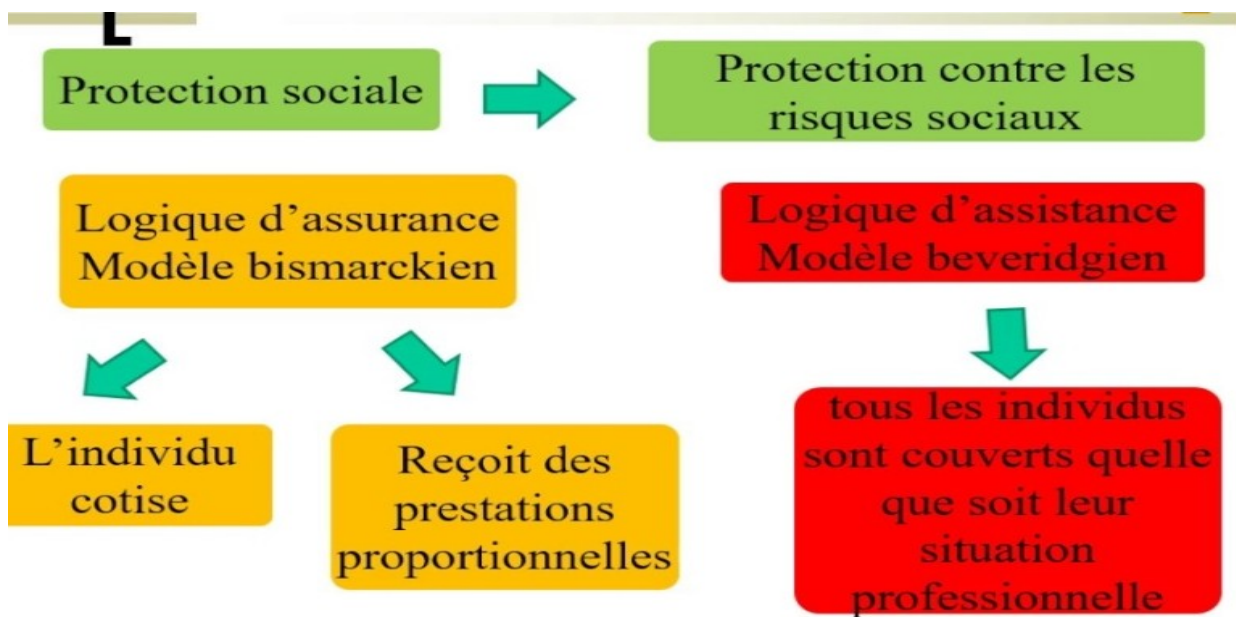 L
Protection sociale
Protection contre les
risques sociaux
Logique d’assurance
Modèle bismarckien
Logique d’assistance
Modèle beveridgien
L’individu
cotise
Reçoit des
prestations
proportionnelles
tous les individus
sont couverts quelle
que soit leur
situation
professionnelle